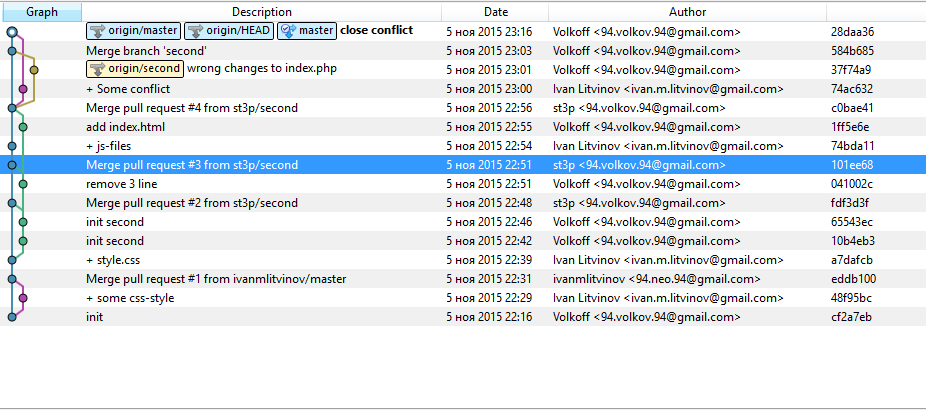 Graph Description Date Author
origin/master origin/HEAD master close conflict 5 ноя 2015 23:16 Volkoff <94.volkov.94@gmail.com> 28daa36
Merge branch 'second' 5 ноя 2015 23:03 Volkoff <94.volkov.94@gmail.com> 584b685
origin/second wrong changes to index.php 5 ноя 2015 23:01 Volkoff <94.volkov.94@gmail.com> 37f74a9
+ Some conflict 5 ноя 2015 23:00 Ivan Litvinov <ivan.m.litvinov@gmail.com> 74ac632
Merge pull request #4 from st3p/second 5 ноя 2015 22:56 st3p <94.volkov.94@gmail.com> c0bae41
add index.html 5 ноя 2015 22:55 Volkoff <94.volkov.94@gmail.com> 1ff5e6e
+ js-files 5 ноя 2015 22:54 Ivan Litvinov <ivan.m.litvinov@gmail.com> 74bda11
Merge pull request #3 from st3p/second 5 ноя 2015 22:51 st3p <94.volkov.94@gmail.com> 101ee68
remove 3 line 5 ноя 2015 22:51 Volkoff <94.volkov.94@gmail.com> 041002c
Merge pull request #2 from st3p/second 5 ноя 2015 22:48 st3p <94.volkov.94@gmail.com> fdf3d3f
init second 5 ноя 2015 22:46 Volkoff <94.volkov.94@gmail.com> 65543ec
init second 5 ноя 2015 22:42 Volkoff <94.volkov.94@gmail.com> 10b4eb3
+ style.css 5 ноя 2015 22:39 Ivan Litvinov <ivan.m.litvinov@gmail.com> a7dafcb
Merge pull request #1 from ivanmlitvinov/master 5 ноя 2015 22:31 ivanmlitvinov <94.neo.94@gmail.com> eddb100
+ some css-style 5 ноя 2015 22:29 Ivan Litvinov <ivan.m.litvinov@gmail.com> 48f95bc
init 5 ноя 2015 22:16 Volkoff <94.volkov.94@gmail.com> cf2a7eb